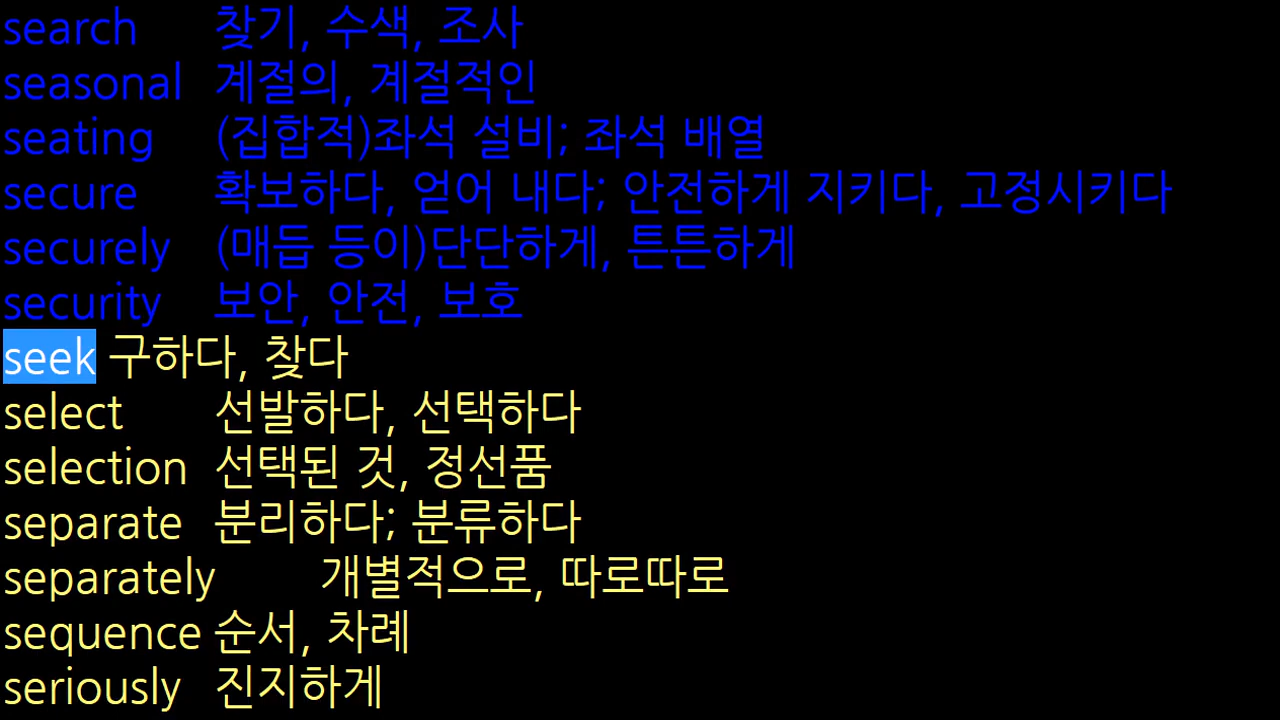 search 찾기, 수색, 조사
seasonal 계절의, 계절적인
seating (집합적)좌석 설비; 좌석 배열
secure 확보하다, 얻어 내다; 안전하게 지키다, 고정시키다
securely (매듭 등이)단단하게, 튼튼하게
security 보안, 안전, 보호
seek 구하다, 찾다
select 선발하다, 선택하다
selection 선택된 것, 정선품
separate 분리하다; 분류하다
separately 개별적으로, 따로따로
sequence 순서, 차례
seriously 진지하게